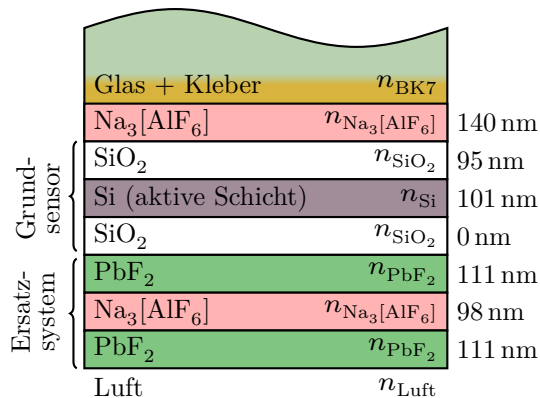 Glas + Kleber n_BK7
Na₃[AlF₆] n_Na₃[AlF₆] 140 nm
SiO₂ n_SiO₂ 95 nm
Si (aktive Schicht) n_Si 101 nm
SiO₂ n_SiO₂ 0 nm
PbF₂ n_PbF₂ 111 nm
Na₃[AlF₆] n_Na₃[AlF₆] 98 nm
PbF₂ n_PbF₂ 111 nm
Luft n_Luft
Grund-
sensor
Ersatz-
system